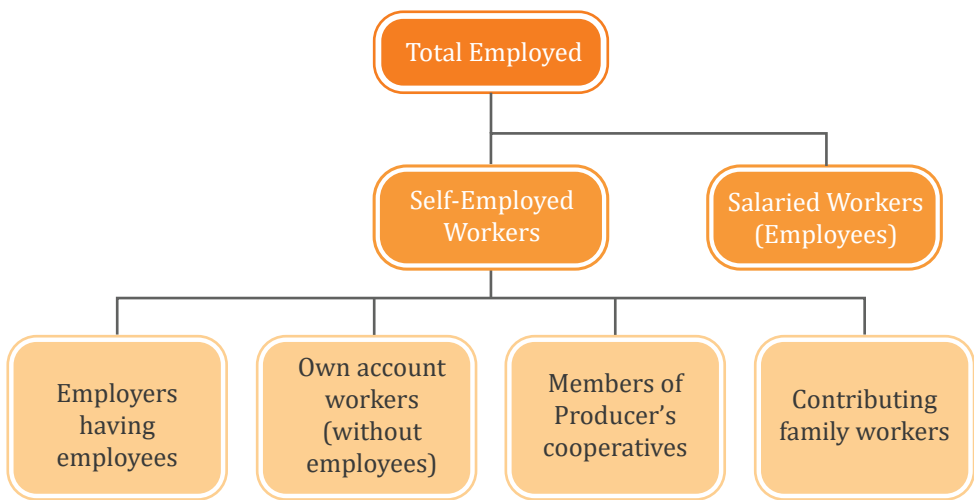 Total Employed
Self-Employed
Workers
Salaried Workers
(Employees)
Employers
having
employees
Own account
workers
(without
employees)
Members of
Producer’s
cooperatives
Contributing
family workers